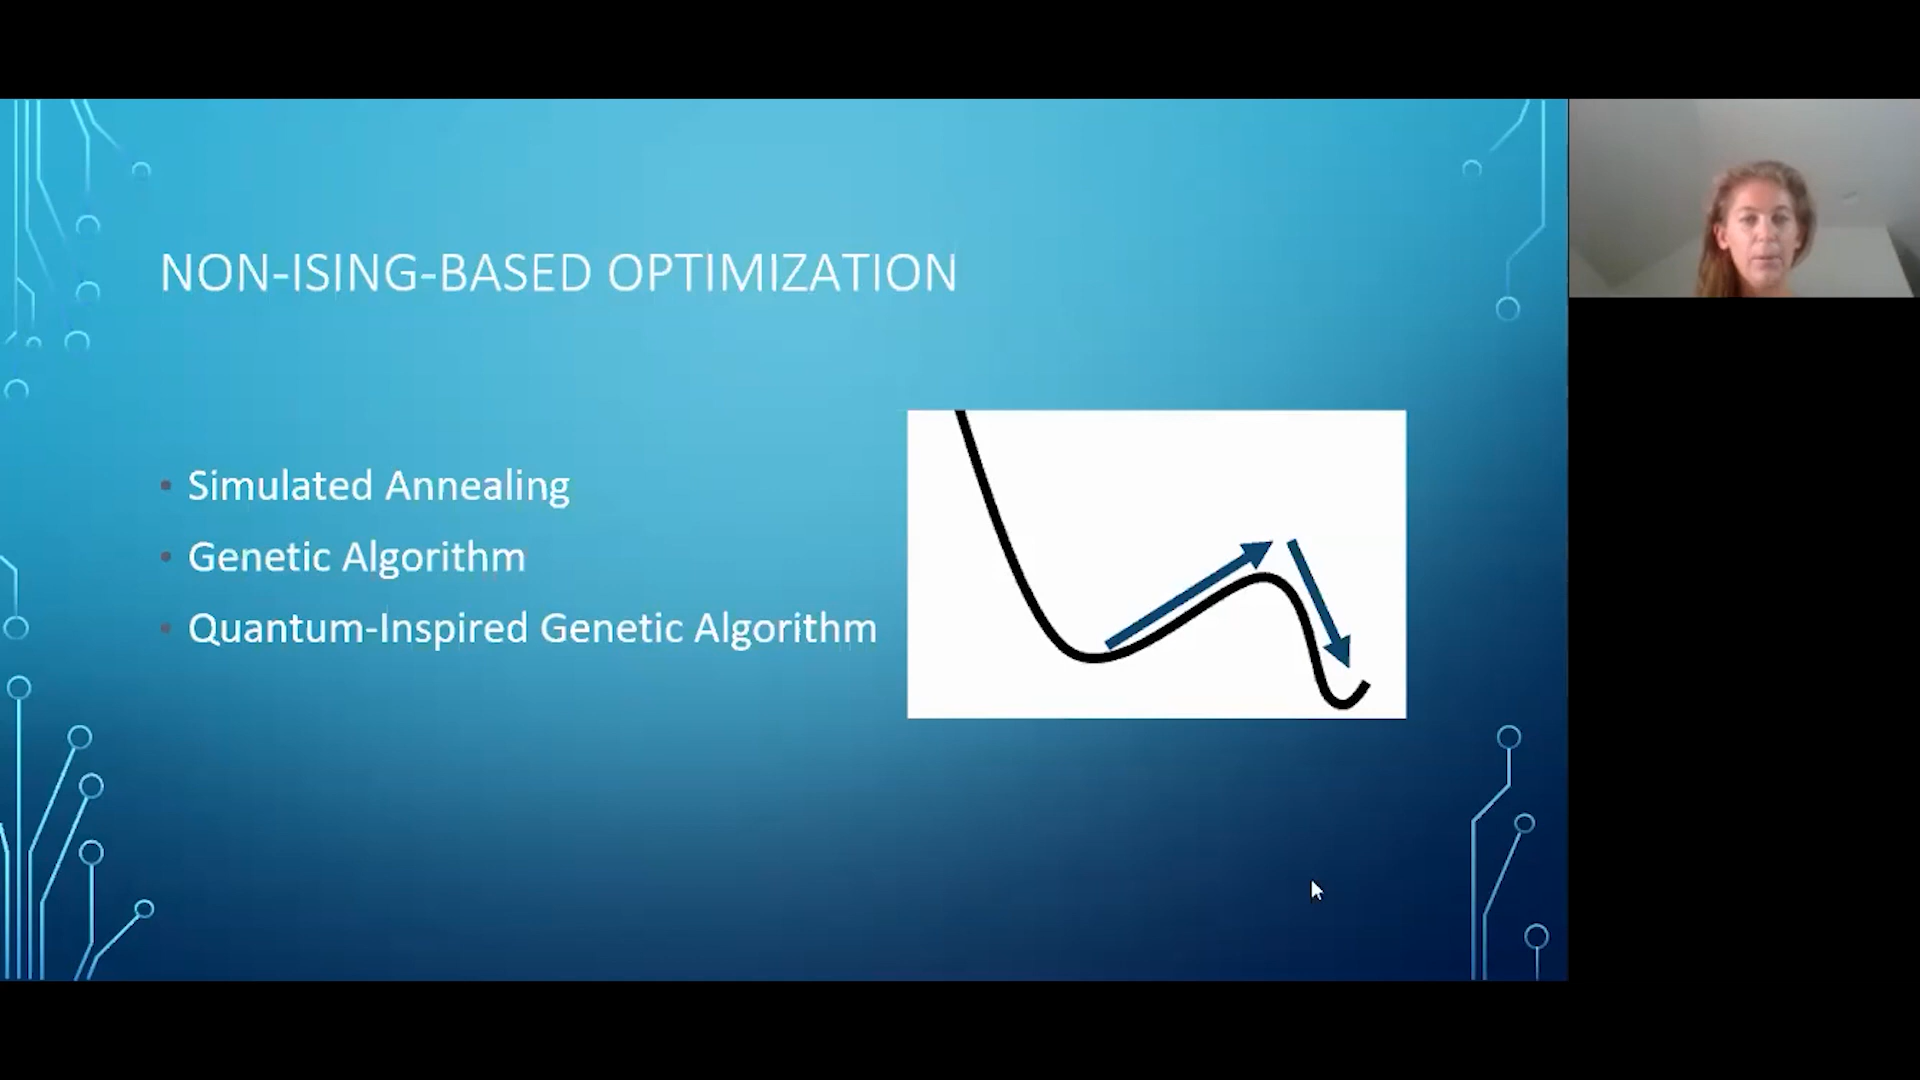 NON-ISING-BASED OPTIMIZATION
• Simulated Annealing
• Genetic Algorithm
• Quantum-Inspired Genetic Algorithm